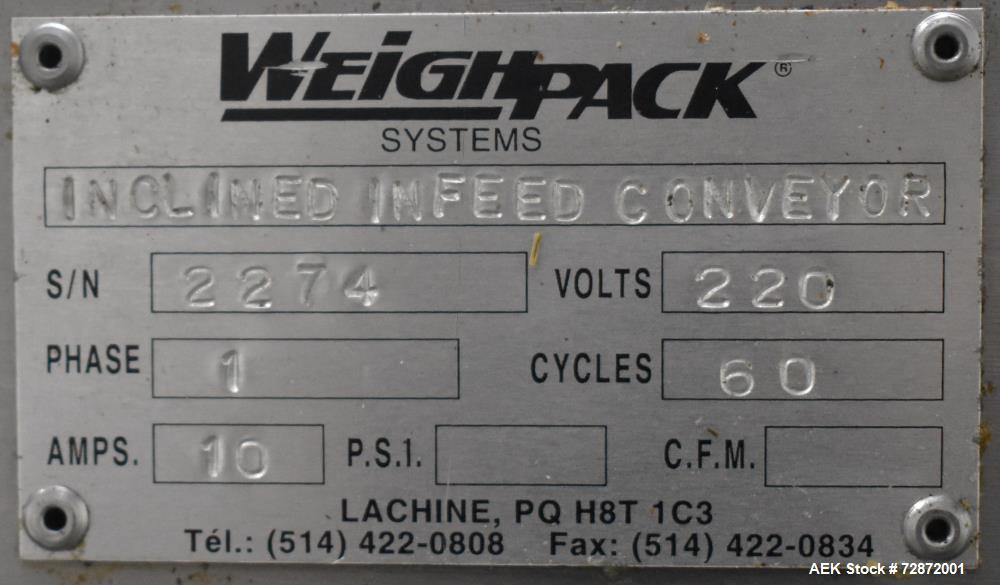 WEIGHPACK®
SYSTEMS
INCLINED INFEED CONVEYOR
S/N 2274 VOLTS 220
PHASE 1 CYCLES 60
AMPS. 10 P.S.I. C.F.M.
LACHINE, PQ H8T 1C3
Tél.: (514) 422-0808 Fax: (514) 422-0834
AEK Stock # 72872001